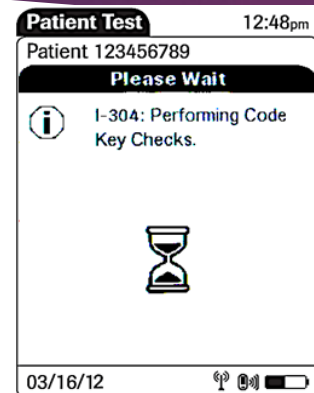 Patient Test 12:48pm
Patient 123456789
Please Wait
I-304: Performing Code
Key Checks.
03/16/12